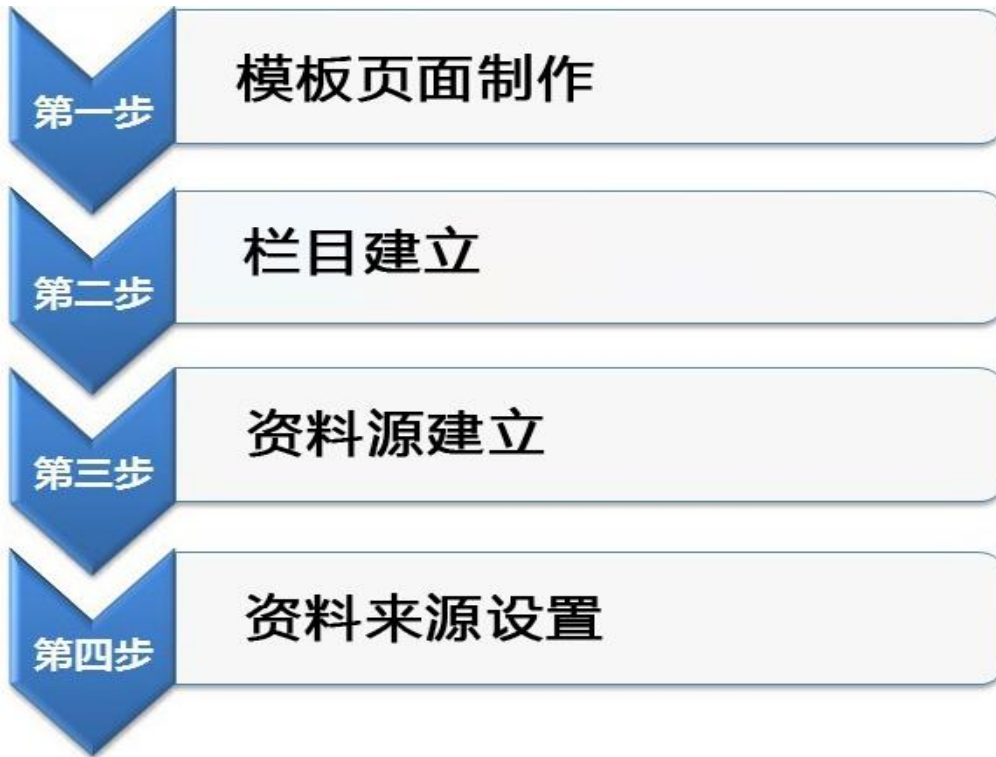 第一步
模板页面制作
第二步
栏目建立
第三步
资料源建立
第四步
资料来源设置